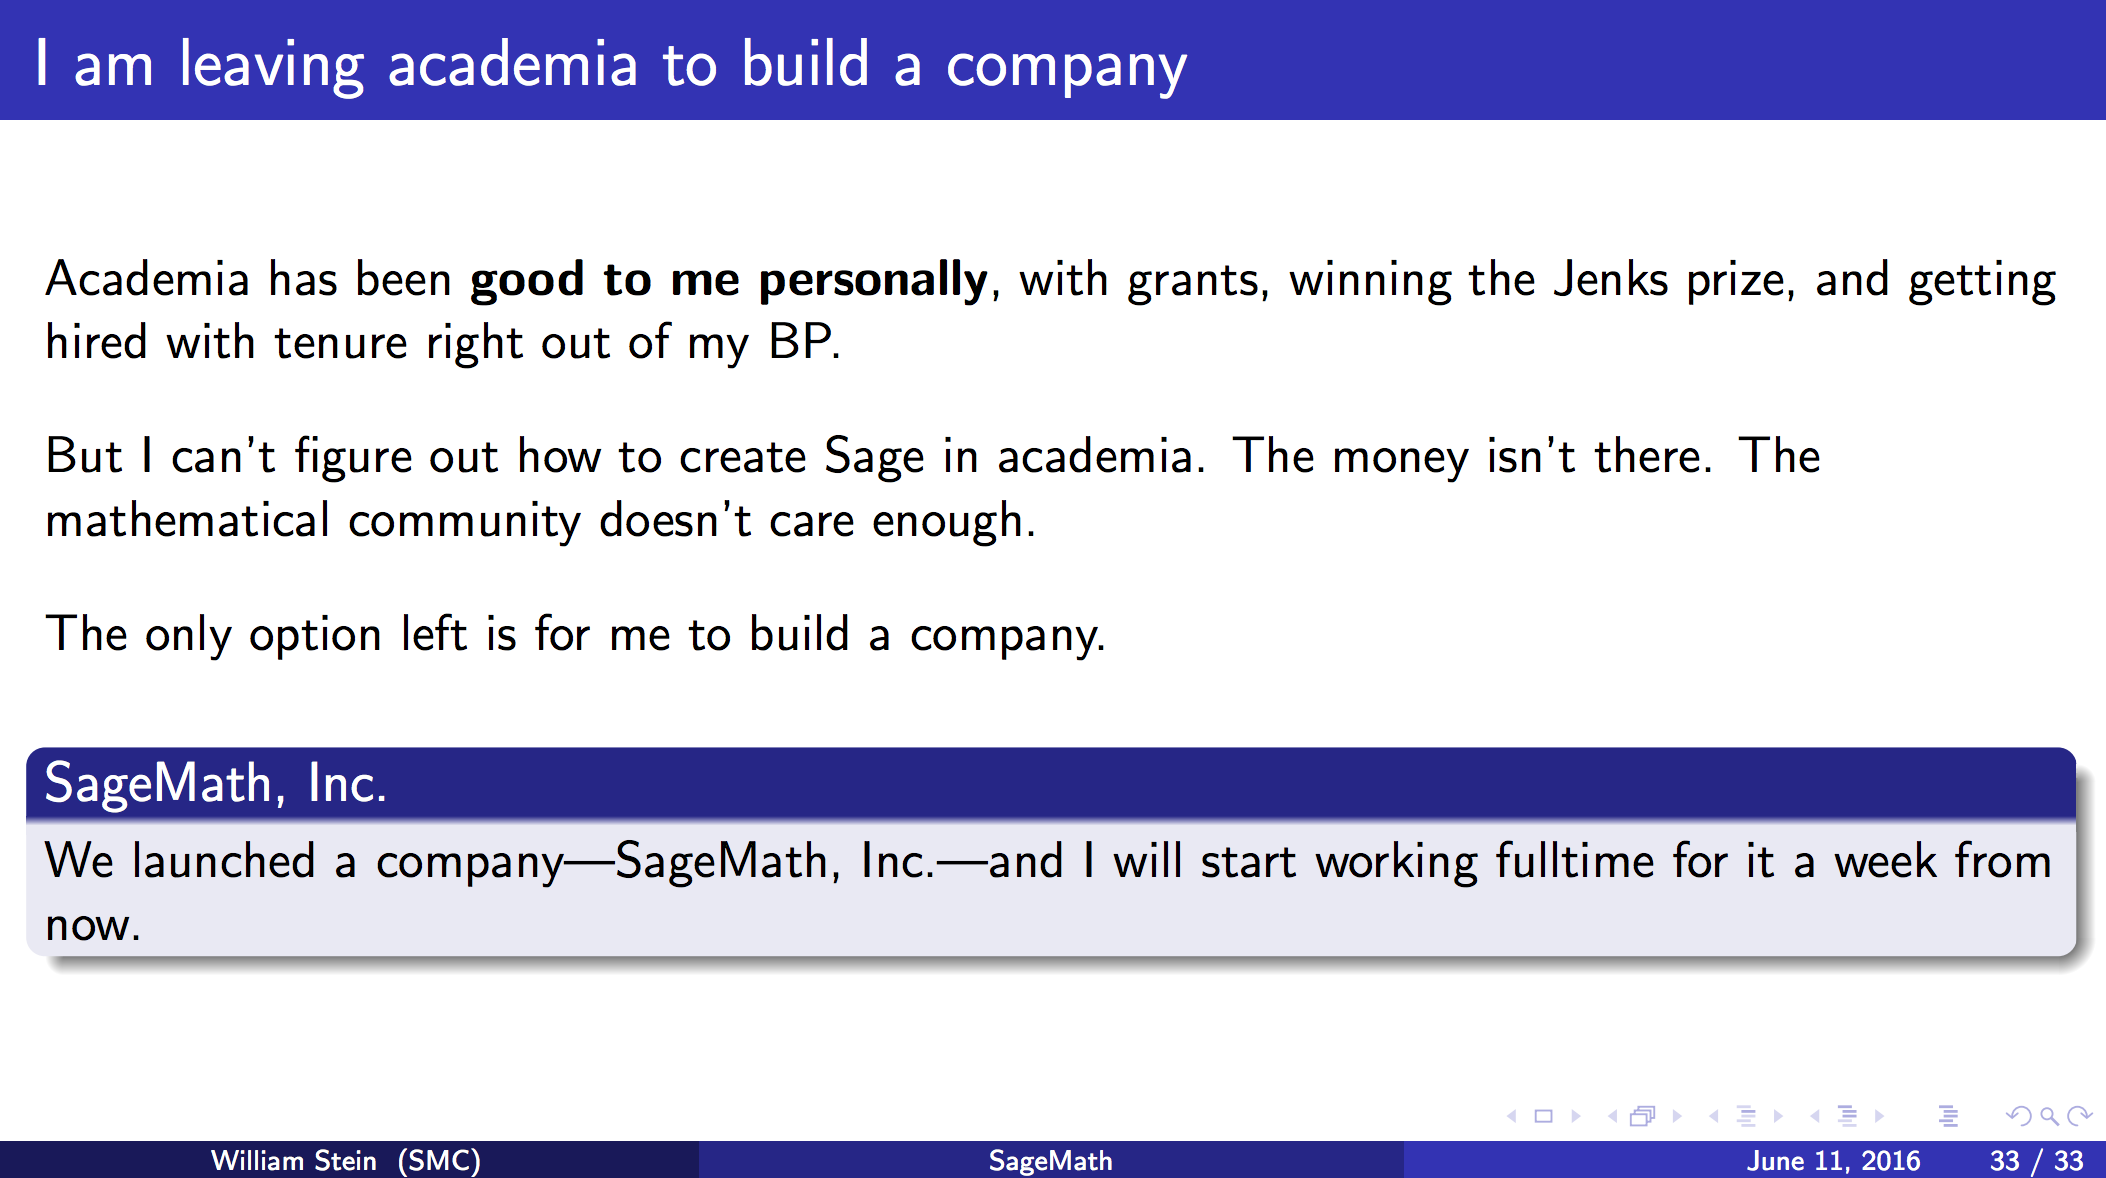 I am leaving academia to build a company
Academia has been good to me personally, with grants, winning the Jenks prize, and getting
hired with tenure right out of my BP.
But I can't figure out how to create Sage in academia. The money isn't there. The
mathematical community doesn't care enough.
The only option left is for me to build a company.
SageMath, Inc.
We launched a company—SageMath, Inc.—and I will start working fulltime for it a week from
now.
William Stein (SMC) SageMath June 11, 2016 33 / 33